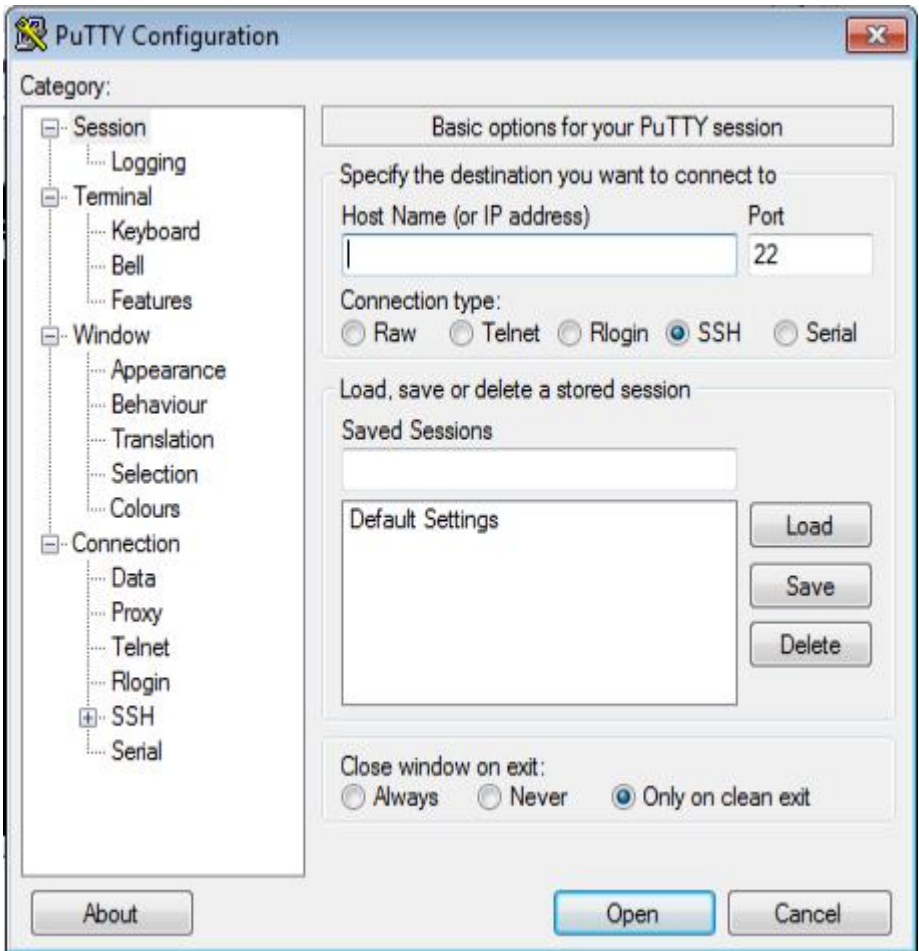 PuTTY Configuration
Category:
Session
Logging
Terminal
Keyboard
Bell
Features
Window
Appearance
Behaviour
Translation
Selection
Colours
Connection
Data
Proxy
Telnet
Rlogin
SSH
Serial
Basic options for your PuTTY session
Specify the destination you want to connect to
Host Name (or IP address) Port
22
Connection type:
Raw Telnet Rlogin SSH Serial
Load, save or delete a stored session
Saved Sessions
Default Settings
Load
Save
Delete
Close window on exit:
Always Never Only on clean exit
About Open Cancel